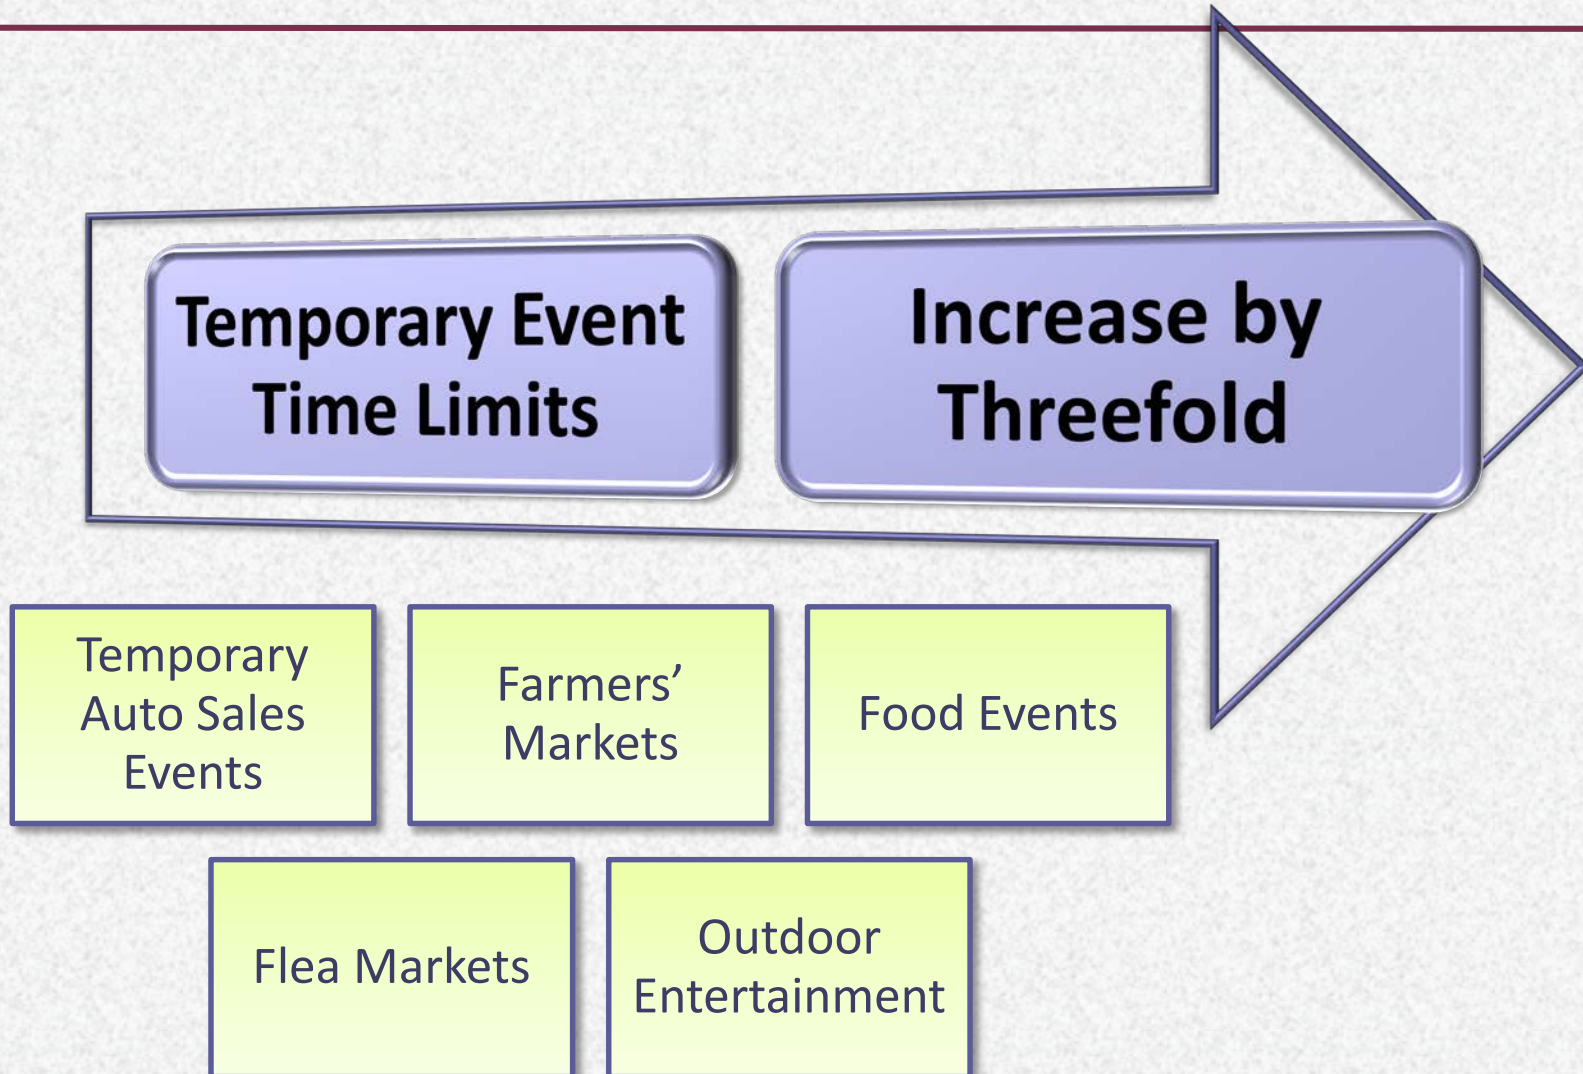 Temporary Event
Time Limits
Increase by
Threefold
Temporary
Auto Sales
Events
Farmers’
Markets
Food Events
Flea Markets
Outdoor
Entertainment